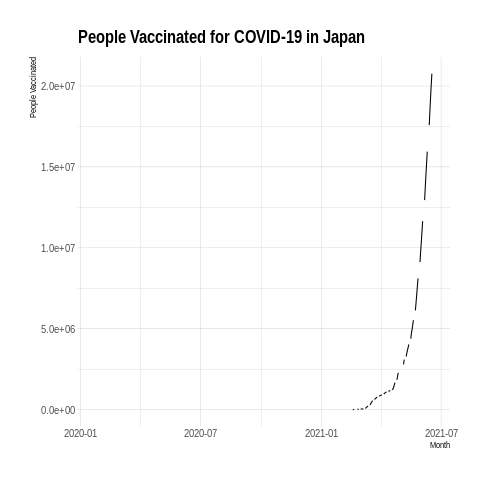 People Vaccinated for COVID-19 in Japan
People Vaccinated
2.0e+07
1.5e+07
1.0e+07
5.0e+06
0.0e+00
2020-01 2020-07 2021-01 2021-07
Month